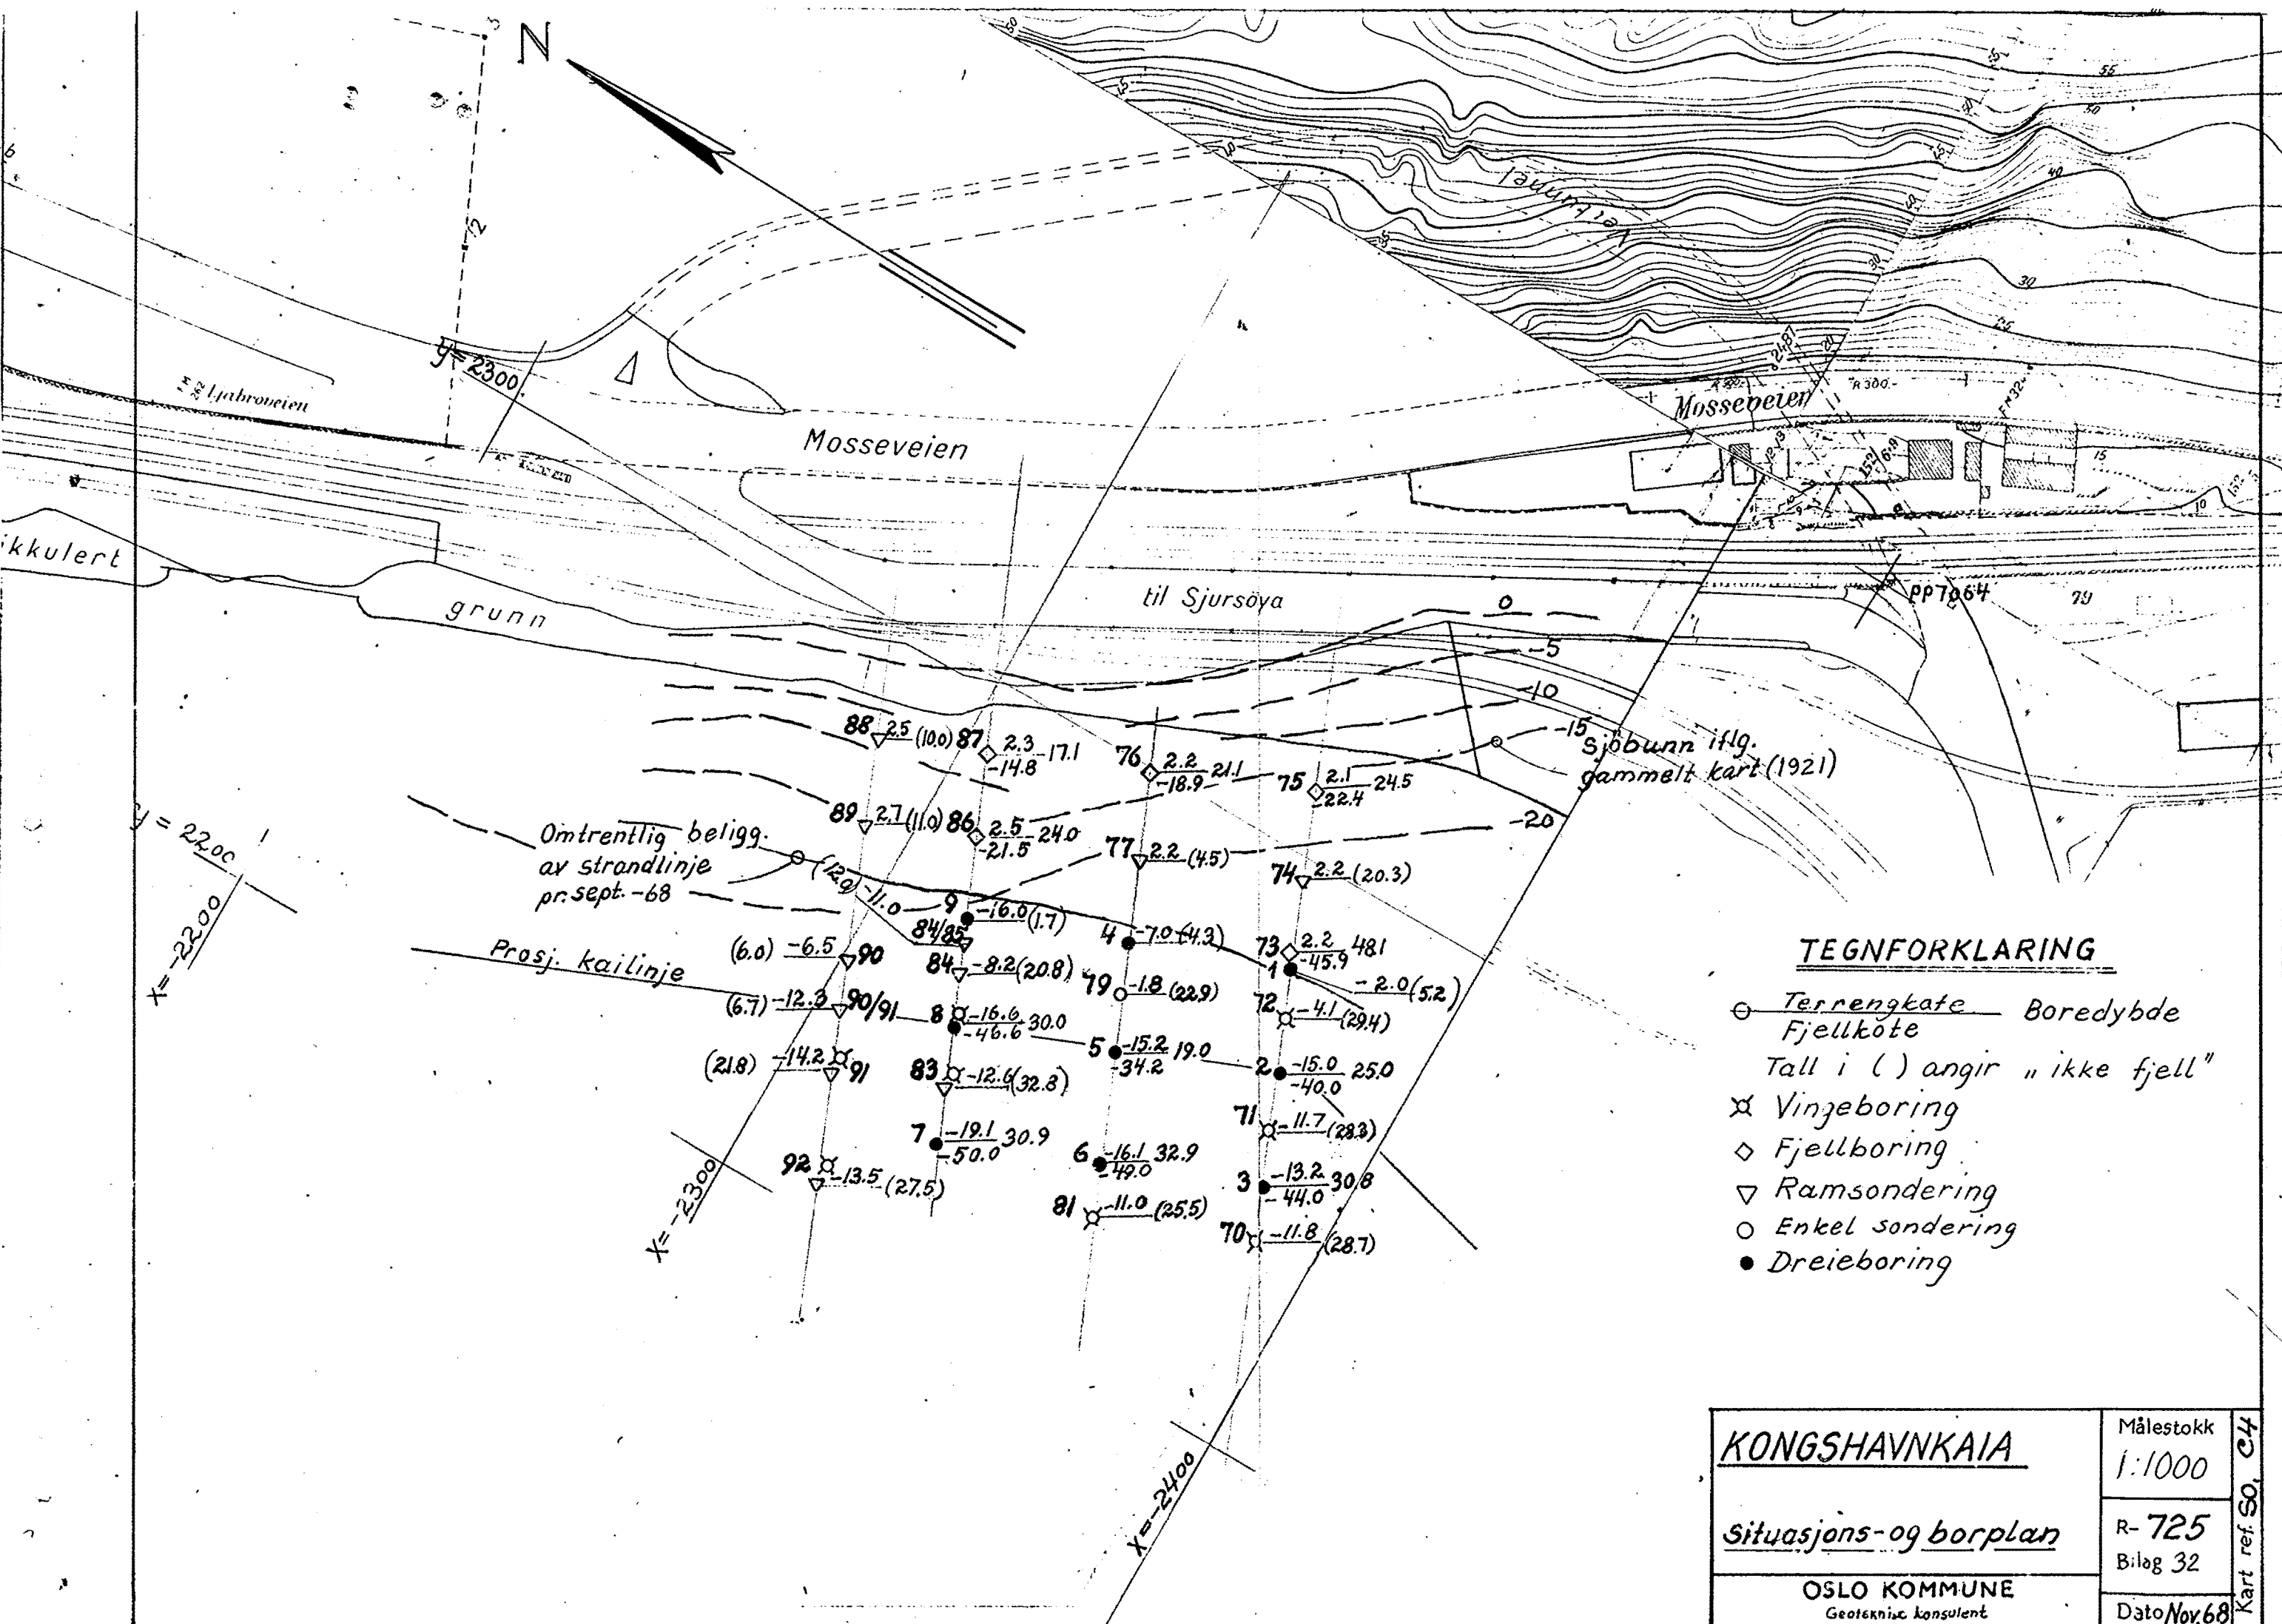 N
y = 2300
Ljabroveien
Mosseveien
Mosseveien
Veitunnel
ikkulert
grunn
til Sjursöya
PP7064
79
55
50
40
30
25
R 300.-
0
-5
-10
-15
-20
Sjöbunn iflg.
gammelt kart (1921)
88 2.5 (10.0)
87 2.3 17.1
-14.8
76 2.2 21.1
-18.9
75 2.1 24.5
-22.4
89 2.7 (11.0)
86 2.5 24.0
-21.5
77 2.2 (4.5)
74 2.2 (20.3)
Omtrentlig beligg.
av strandlinje
pr. sept. -68
(12.9) -11.0
84/85
9 -16.0 (1.7)
4 -7.0 (4.3)
73 2.2 48.1
-45.9
1 -2.0 (5.2)
Prosj. kailinje
(6.0) -6.5 90
84 -8.2 (20.8)
79 -1.8 (22.9)
72 -4.1 (29.4)
(6.7) -12.3 90/91
8 -16.6 30.0
-46.6
5 -15.2 19.0
-34.2
2 -15.0 25.0
-40.0
(21.8) -14.2 91
83 -12.6 (32.8)
71 -11.7 (28.3)
7 -19.1 30.9
-50.0
6 -16.1 32.9
-49.0
3 -13.2 30.8
-44.0
92 -13.5 (27.5)
81 -11.0 (25.5)
70 -11.8 (28.7)
y = 2200
X = -2200
X = -2300
X = -2400
TEGNFORKLARING
Terrengkote Boredybde
Fjellkote
Tall i ( ) angir „ ikke fjell"
Vingeboring
Fjellboring
Ramsondering
Enkel sondering
Dreieboring
KONGSHAVNKAIA
Situasjons- og borplan
OSLO KOMMUNE
Geoteknisk konsulent
Målestokk
1:1000
R- 725
Bilag 32
Dato Nov. 68
Kart ref. SO, C4